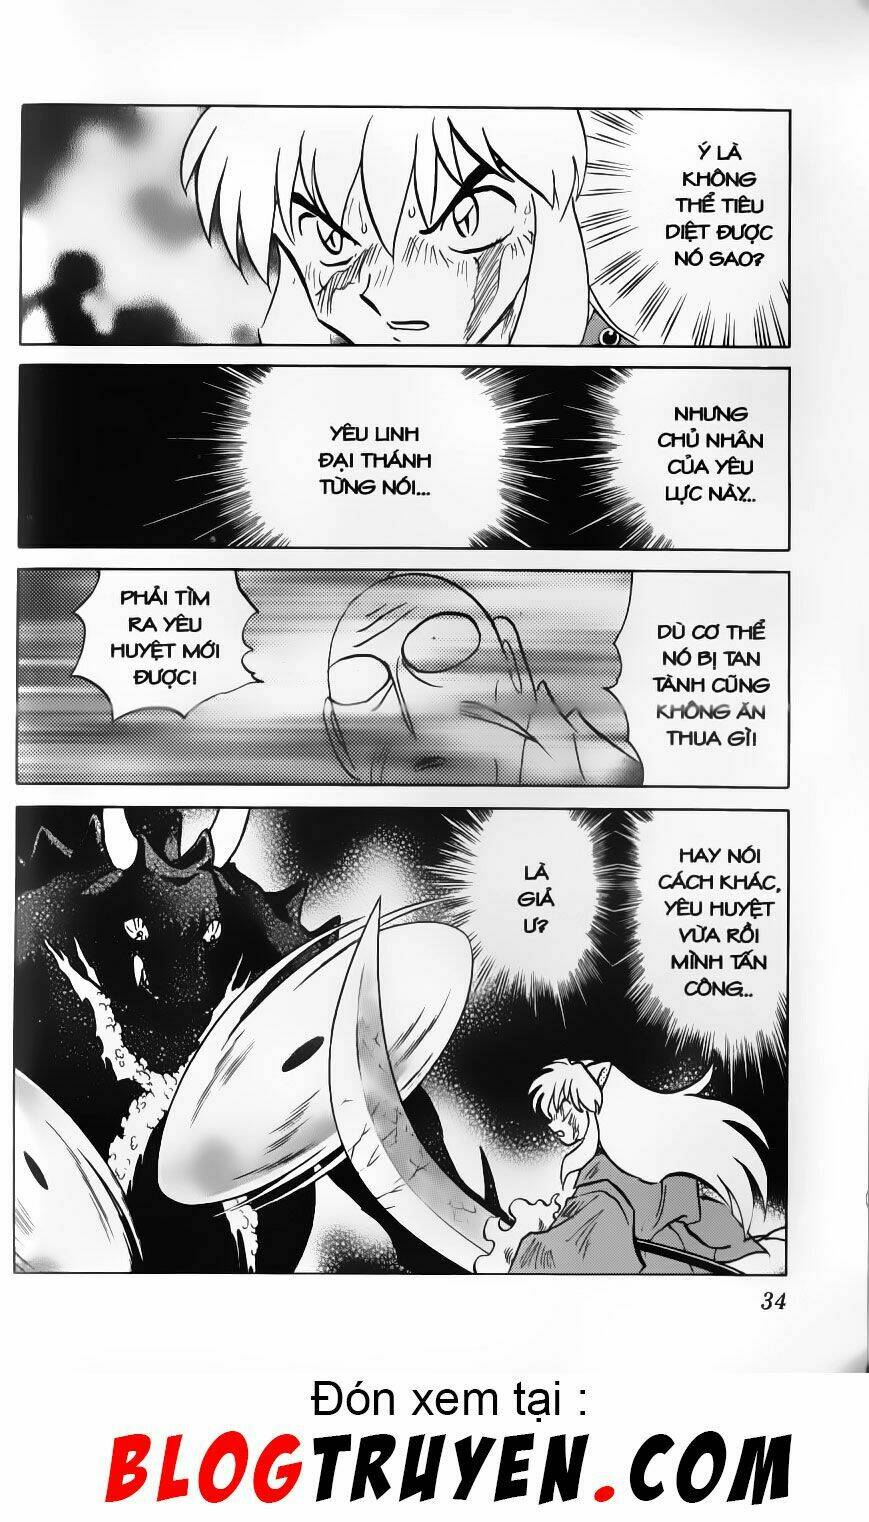 Ý LÀ
KHÔNG
THỂ TIÊU
DIỆT ĐƯỢC
NÓ SAO?
NHƯNG
CHỦ NHÂN
CỦA YÊU
LỰC NÀY...
YÊU LINH
ĐẠI THÁNH
TỪNG NÓI...
DÙ CƠ THỂ
NÓ BỊ TAN
TÀNH CŨNG
KHÔNG ĂN
THUA GÌ!
PHẢI TÌM
RA YÊU
HUYỆT MỚI
ĐƯỢC!
HAY NÓI
CÁCH KHÁC,
YÊU HUYỆT
VỪA RỒI
MÌNH TẤN
CÔNG...
LÀ
GIẢ
Ư?
34
Đón xem tại :
BLOGTRUYEN.COM